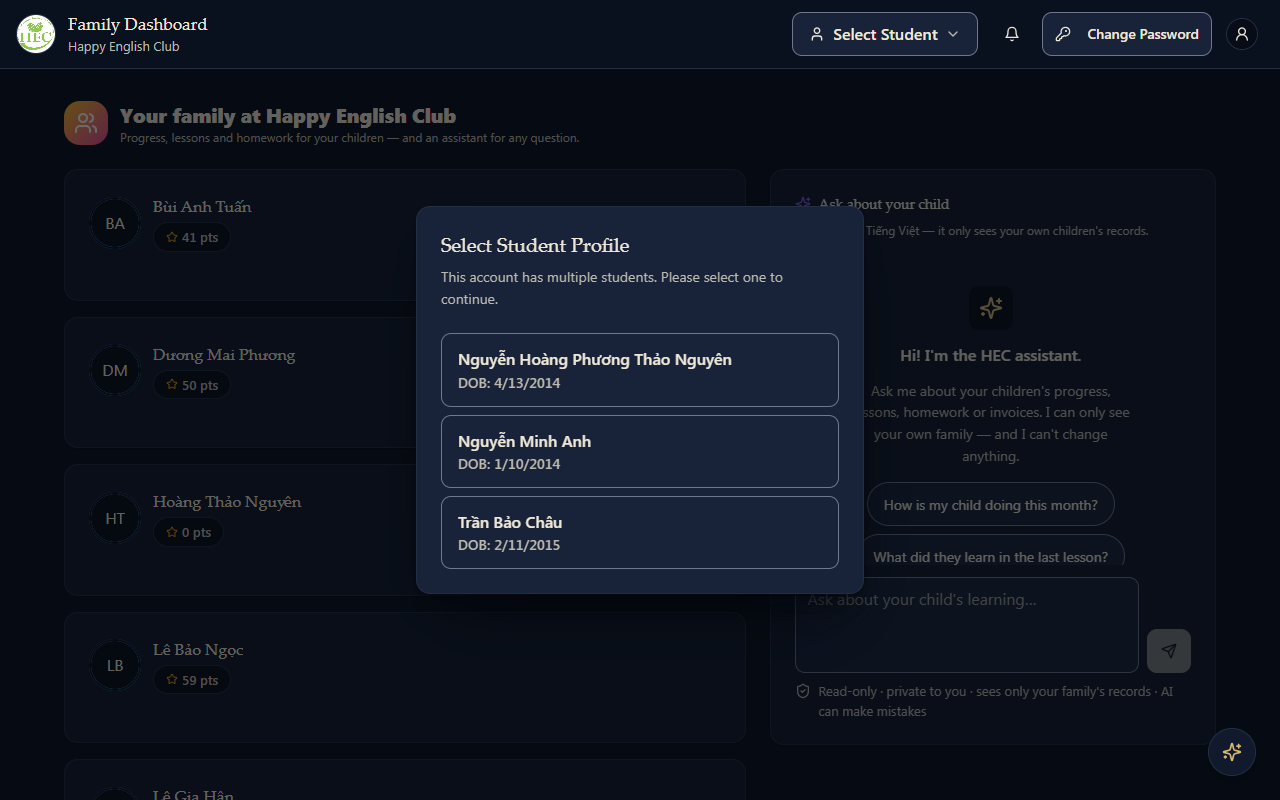 HEC
Family Dashboard
Happy English Club
Select Student
Change Password
Your family at Happy English Club
Progress, lessons and homework for your children — and an assistant for any question.
BA
Bùi Anh Tuấn
41 pts
DM
Dương Mai Phương
50 pts
HT
Hoàng Thảo Nguyên
0 pts
LB
Lê Bảo Ngọc
59 pts
Lê Gia Hân
Select Student Profile
This account has multiple students. Please select one to
continue.
Nguyễn Hoàng Phương Thảo Nguyên
DOB: 4/13/2014
Nguyễn Minh Anh
DOB: 1/10/2014
Trần Bảo Châu
DOB: 2/11/2015
Ask about your child
Tiếng Việt — it only sees your own children's records.
Hi! I'm the HEC assistant.
Ask me about your children's progress,
ssons, homework or invoices. I can only see
your own family — and I can't change
anything.
How is my child doing this month?
What did they learn in the last lesson?
Ask about your child's learning...
Read-only · private to you · sees only your family's records · AI
can make mistakes